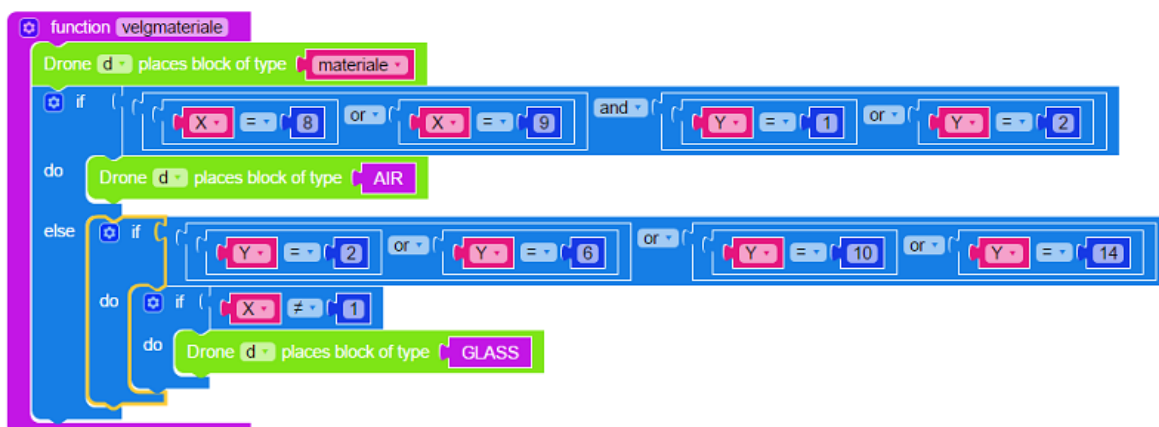 function velgmateriale
Drone d places block of type materiale
if X = 8 or X = 9 and Y = 1 or Y = 2
do Drone d places block of type AIR
else if Y = 2 or Y = 6 or Y = 10 or Y = 14
do if X ≠ 1
do Drone d places block of type GLASS